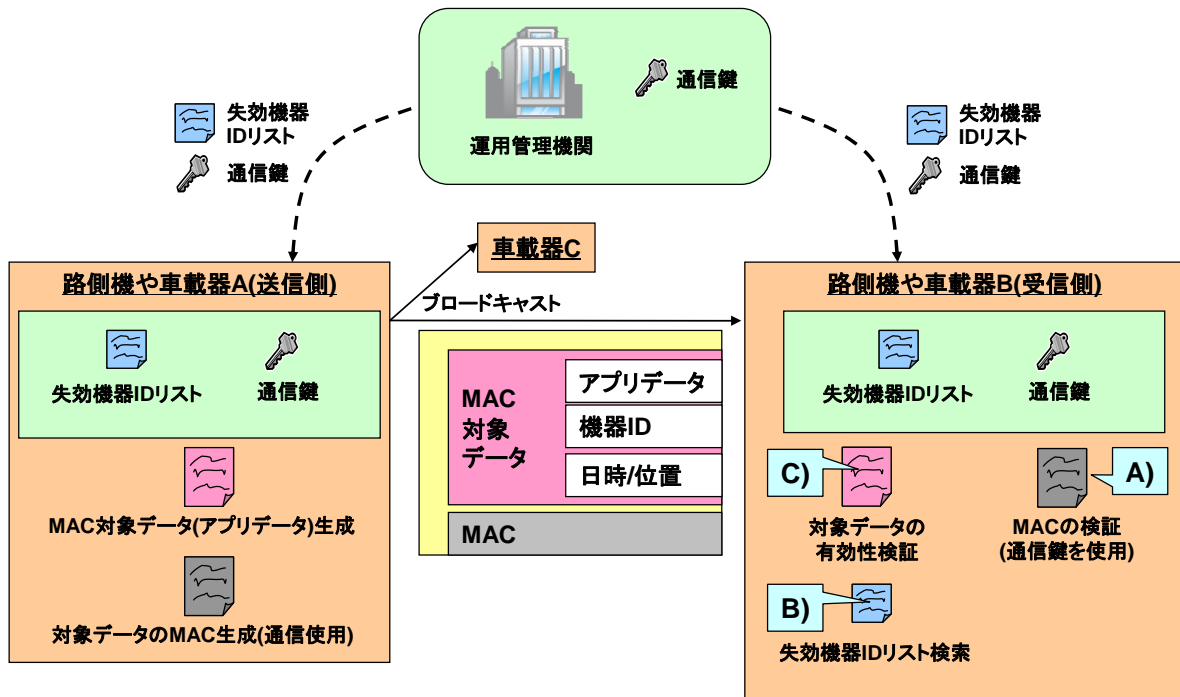 通信鍵
運用管理機関
失効機器
IDリスト
通信鍵
失効機器
IDリスト
通信鍵
車載器C
路側機や車載器A(送信側)
失効機器IDリスト
通信鍵
MAC対象データ(アプリデータ)生成
対象データのMAC生成(通信使用)
ブロードキャスト
MAC
対象
データ
アプリデータ
機器ID
日時/位置
MAC
路側機や車載器B(受信側)
失効機器IDリスト
通信鍵
C)
対象データの
有効性検証
A)
MACの検証
(通信鍵を使用)
B)
失効機器IDリスト検索